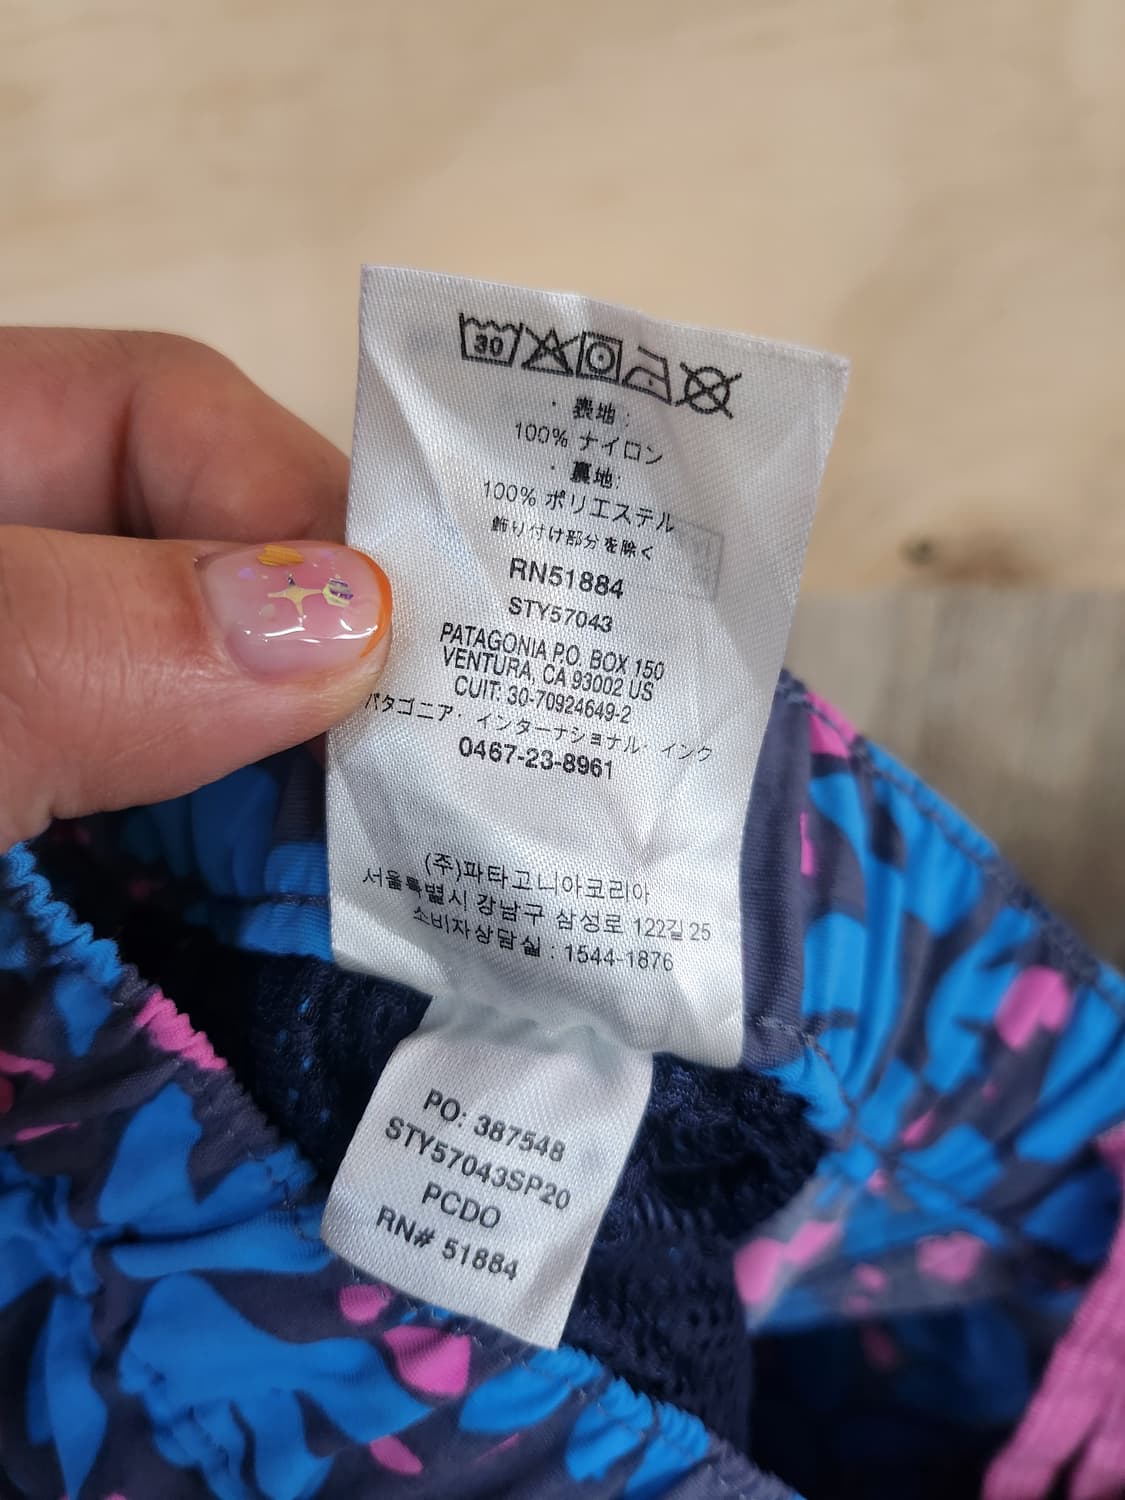 30
・表地:
100% ナイロン
・裏地:
100% ポリエステル
飾り付け部分を除く
RN51884
STY57043
PATAGONIA P.O. BOX 150
VENTURA, CA 93002 US
CUIT: 30-70924649-2
パタゴニア・インターナショナル・インク
0467-23-8961
(주)파타고니아코리아
서울특별시 강남구 삼성로 122길 25
소비자상담실 : 1544-1876
PO: 387548
STY57043SP20
PCDO
RN# 51884